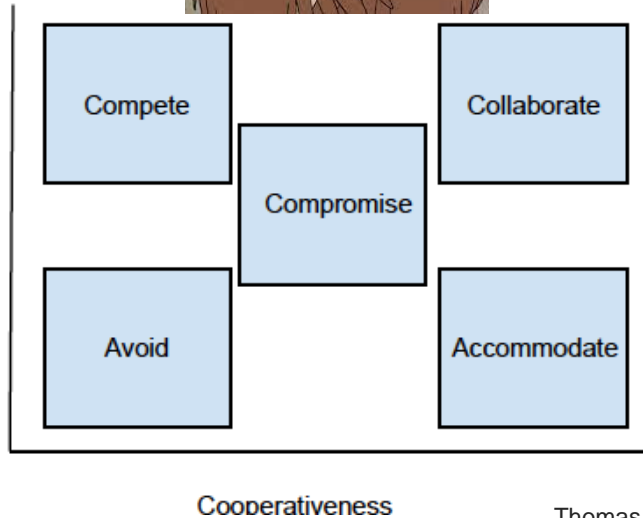 Compete
Collaborate
Compromise
Avoid
Accommodate
Cooperativeness
Thomas